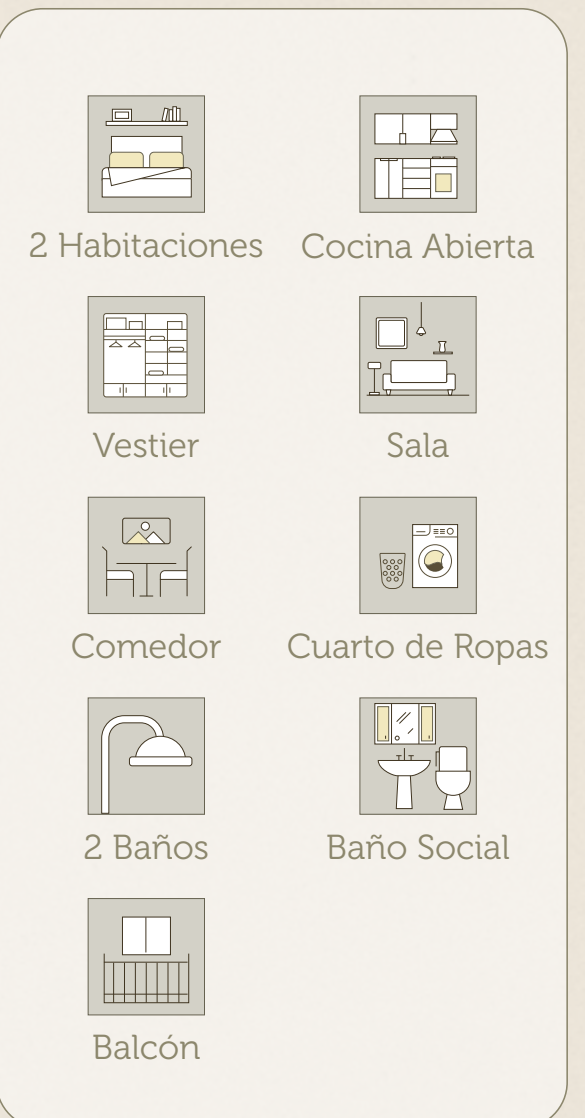 2 Habitaciones
Cocina Abierta
Vestier
Sala
Comedor
Cuarto de Ropas
2 Baños
Baño Social
Balcón